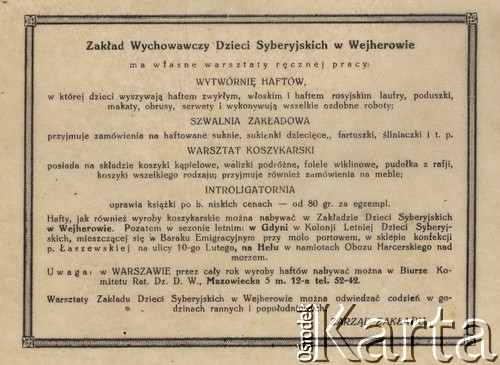 Zakład Wychowawczy Dzieci Syberyjskich w Wejherowie
ma własne warsztaty ręcznej pracy:
WYTWÓRNIĘ HAFTÓW,
w której dzieci wyszywają haftem zwykłym, włoskim i haftem rosyjskim laufry, poduszki,
makaty, obrusy, serwety i wykonywują wszelkie ozdobne roboty;
SZWALNIA ZAKŁADOWA
przyjmuje zamówienia na haftowane suknie, sukienki dziecięce,, fartuszki, śliniaczki i t. p.
WARSZTAT KOSZYKARSKI
posiada na składzie koszyki kąpielowe, walizki podróżne, fotele wiklinowe, pudełka z rafji,
koszyki wszelkiego rodzaju; przyjmuje również zamówienia na meble;
INTROLIGATORNIA
oprawia książki po b. niskich cenach — od 80 gr. za egzempl.
Hafty, jak również wyroby koszykarskie można nabywać w Zakładzie Dzieci Syberyjskich
w Wejherowie. Pozatem w sezonie letnim: w Gdyni w Kolonji Letniej Dzieci Syberyj-
skich, mieszczącej się w Baraku Emigracyjnym przy molo portowem, w sklepie konfekcji
p. Łaszewskiej na ulicy 10-go Lutego, na Helu w namiotach Obozu Harcerskiego nad
morzem.
Uwaga: w WARSZAWIE przez cały rok wyroby haftów nabywać można w Biurze Ko-
mitetu Rat. Dz. D. W., Mazowiecka 5 m. 12-a tel. 52-42.
Warsztaty Zakładu Dzieci Syberyjskich w Wejherowie można odwiedzać codzień w go-
dzinach rannych i popołudniowych.
ZARZĄD ZAKŁADU
Ośrodek
Karta